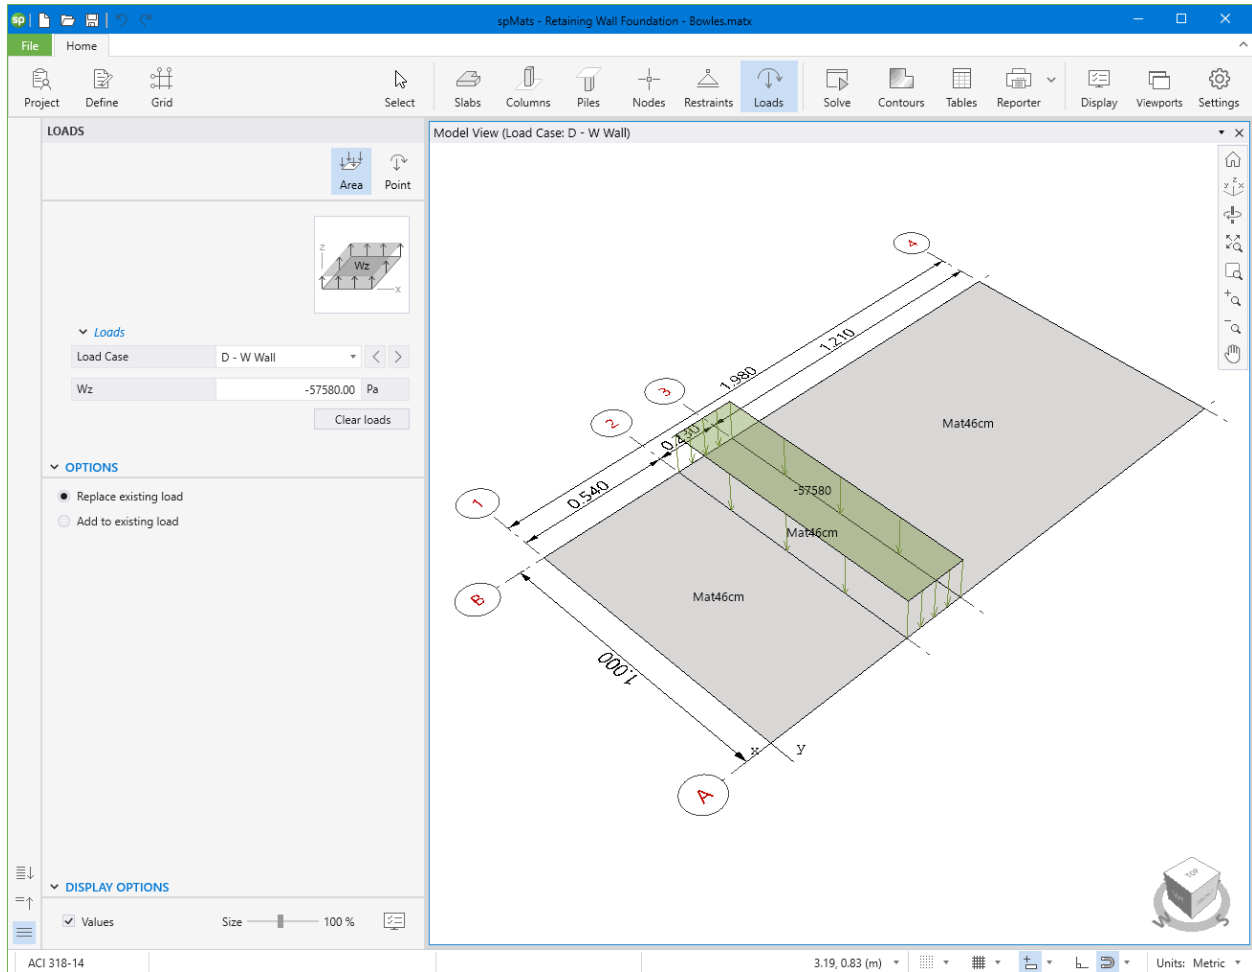 sp
spMats - Retaining Wall Foundation - Bowles.matx
File Home
Project Define Grid Select Slabs Columns Piles Nodes Restraints Loads Solve Contours Tables Reporter Display Viewports Settings
LOADS
Area Point
z
Wz
x
Loads
Load Case D - W Wall
Wz -57580.00 Pa
Clear loads
OPTIONS
Replace existing load
Add to existing load
DISPLAY OPTIONS
Values Size 100 %
Model View (Load Case: D - W Wall)
y z x
4
1.210
1.980
3
2
0.230
0.540
1
B
1.000
A
Mat46cm
-57580
Mat46cm
Mat46cm
x y
TOP
W S
ACI 318-14
3.19, 0.83 (m)
Units: Metric